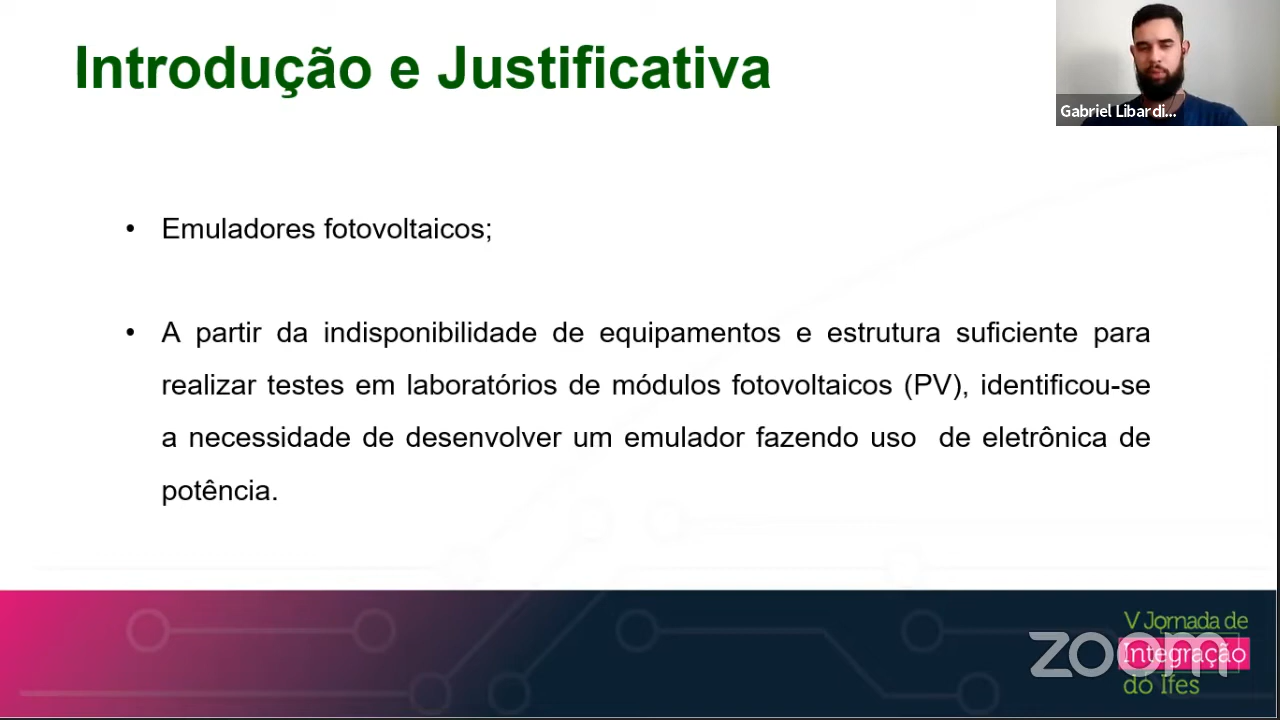 Introdução e Justificativa
Gabriel Libardi...
• Emuladores fotovoltaicos;
• A partir da indisponibilidade de equipamentos e estrutura suficiente para
realizar testes em laboratórios de módulos fotovoltaicos (PV), identificou-se
a necessidade de desenvolver um emulador fazendo uso de eletrônica de
potência.
V Jornada de
Integração
do Ifes
zoom